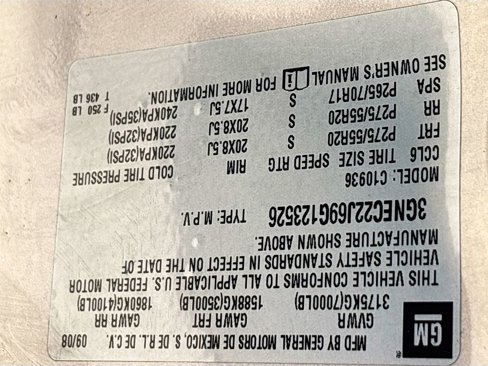 MFD BY GENERAL MOTORS DE MEXICO, S. DE R.L. DE C.V. 09/08
GM ®
GVWR GAWR FRT GAWR RR
3175KG(7000LB) 1588KG(3500LB) 1860KG(4100LB)
THIS VEHICLE CONFORMS TO ALL APPLICABLE U.S. FEDERAL MOTOR
VEHICLE SAFETY STANDARDS IN EFFECT ON THE DATE OF
MANUFACTURE SHOWN ABOVE.
3GNEC22J69G123526 TYPE: M.P.V.
MODEL: C10936
CCL6 TIRE SIZE SPEED RTG RIM COLD TIRE PRESSURE
FRT P275/55R20 S 20X8.5J 220KPA(32PSI)
RR P275/55R20 S 20X8.5J 220KPA(32PSI)
SPA P265/70R17 S 17X7.5J 240KPA(35PSI)
SEE OWNER'S MANUAL FOR MORE INFORMATION.
F 250 LB
T 436 LB